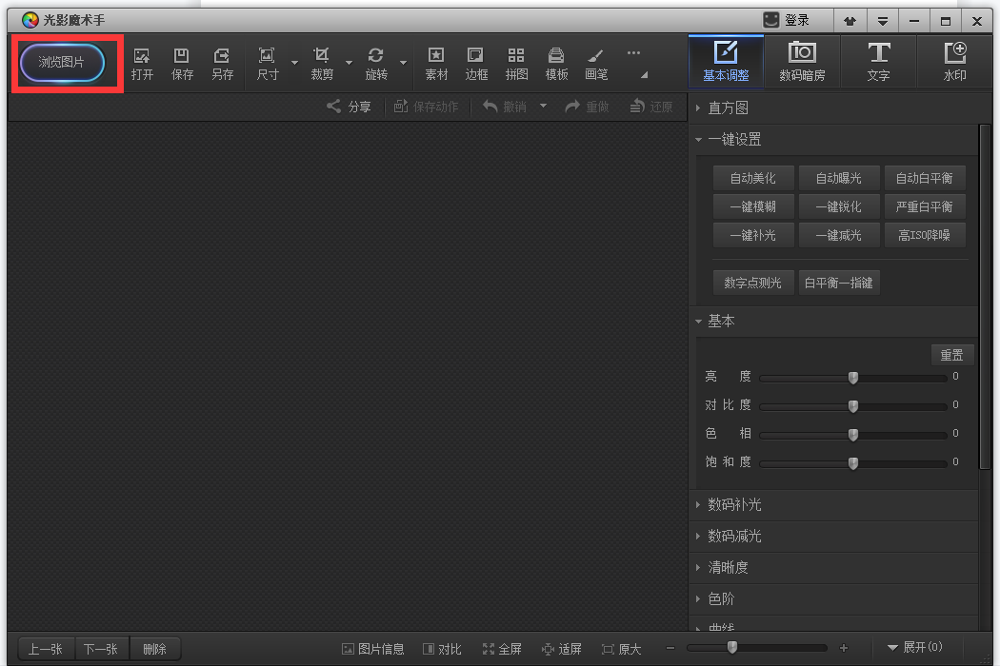 光影魔术手
登录
浏览图片
打开 保存 另存 尺寸 裁剪 旋转 素材 边框 拼图 模板 画笔 ...
基本调整 数码暗房 文字 水印
分享 保存动作 撤销 重做 还原
直方图
一键设置
自动美化 自动曝光 自动白平衡
一键模糊 一键锐化 严重白平衡
一键补光 一键减光 高ISO降噪
数字点测光 白平衡一指键
基本
重置
亮度 0
对比度 0
色相 0
饱和度 0
数码补光
数码减光
清晰度
色阶
曲线
上一张 下一张 删除 图片信息 对比 全屏 适屏 原大 展开(0)